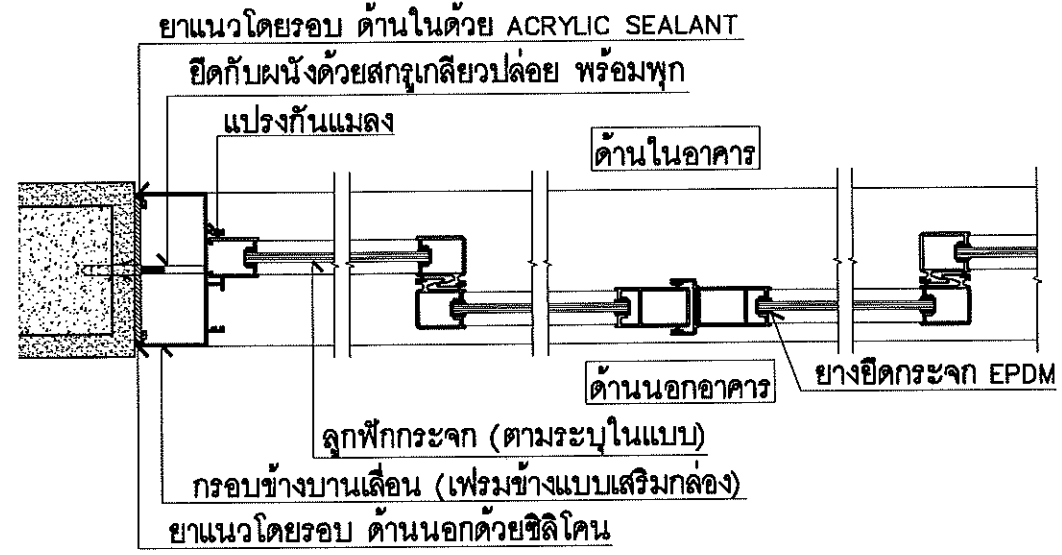 ยาแนวโดยรอบ ด้านในด้วย ACRYLIC SEALANT
ยึดกับผนังด้วยสกรูเกลียวปล่อย พร้อมพุก
แปรงกันแมลง
ด้านในอาคาร
ด้านนอกอาคาร
ยางยึดกระจก EPDM
ลูกฟักกระจก (ตามระบุในแบบ)
กรอบข้างบานเลื่อน (เฟรมข้างแบบเสริมกล่อง)
ยาแนวโดยรอบ ด้านนอกด้วยซิลิโคน